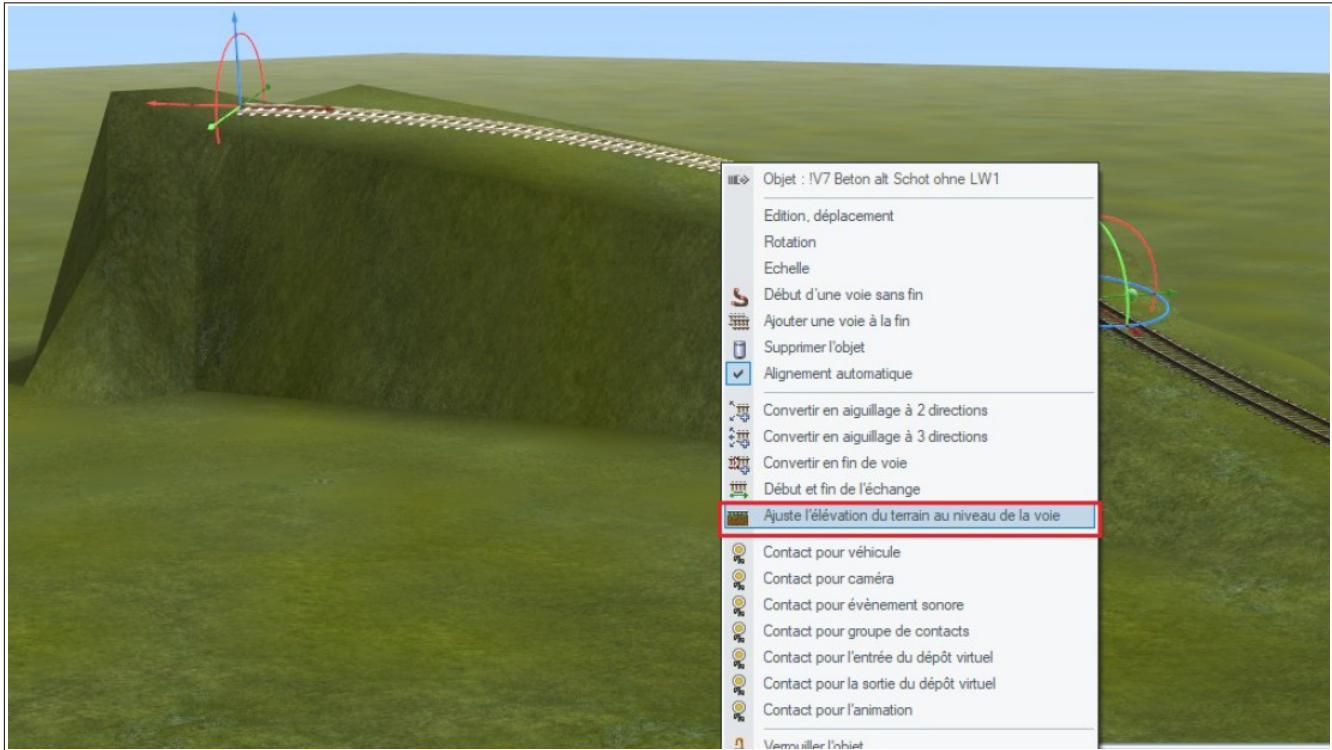 Objet : !V7 Beton alt Schot ohne LW1
Edition, déplacement
Rotation
Echelle
Début d'une voie sans fin
Ajouter une voie à la fin
Supprimer l'objet
Alignement automatique
Convertir en aiguillage à 2 directions
Convertir en aiguillage à 3 directions
Convertir en fin de voie
Début et fin de l'échange
Ajuste l'élévation du terrain au niveau de la voie
Contact pour véhicule
Contact pour caméra
Contact pour évènement sonore
Contact pour groupe de contacts
Contact pour l'entrée du dépôt virtuel
Contact pour la sortie du dépôt virtuel
Contact pour l'animation
Verrouiller l'objet